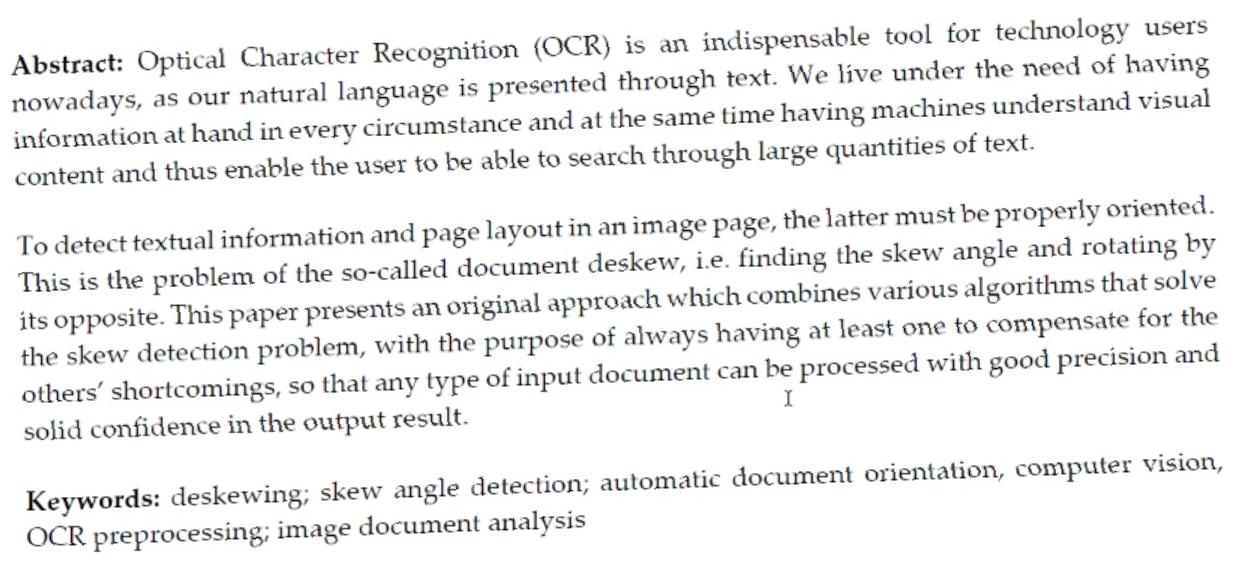 Abstract: Optical Character Recognition (OCR) is an indispensable tool for technology users
nowadays, as our natural language is presented through text. We live under the need of having
information at hand in every circumstance and at the same time having machines understand visual
content and thus enable the user to be able to search through large quantities of text.
To detect textual information and page layout in an image page, the latter must be properly oriented.
This is the problem of the so-called document deskew, i.e. finding the skew angle and rotating by
its opposite. This paper presents an original approach which combines various algorithms that solve
the skew detection problem, with the purpose of always having at least one to compensate for the
others’ shortcomings, so that any type of input document can be processed with good precision and
solid confidence in the output result.
Keywords: deskewing; skew angle detection; automatic document orientation, computer vision,
OCR preprocessing; image document analysis